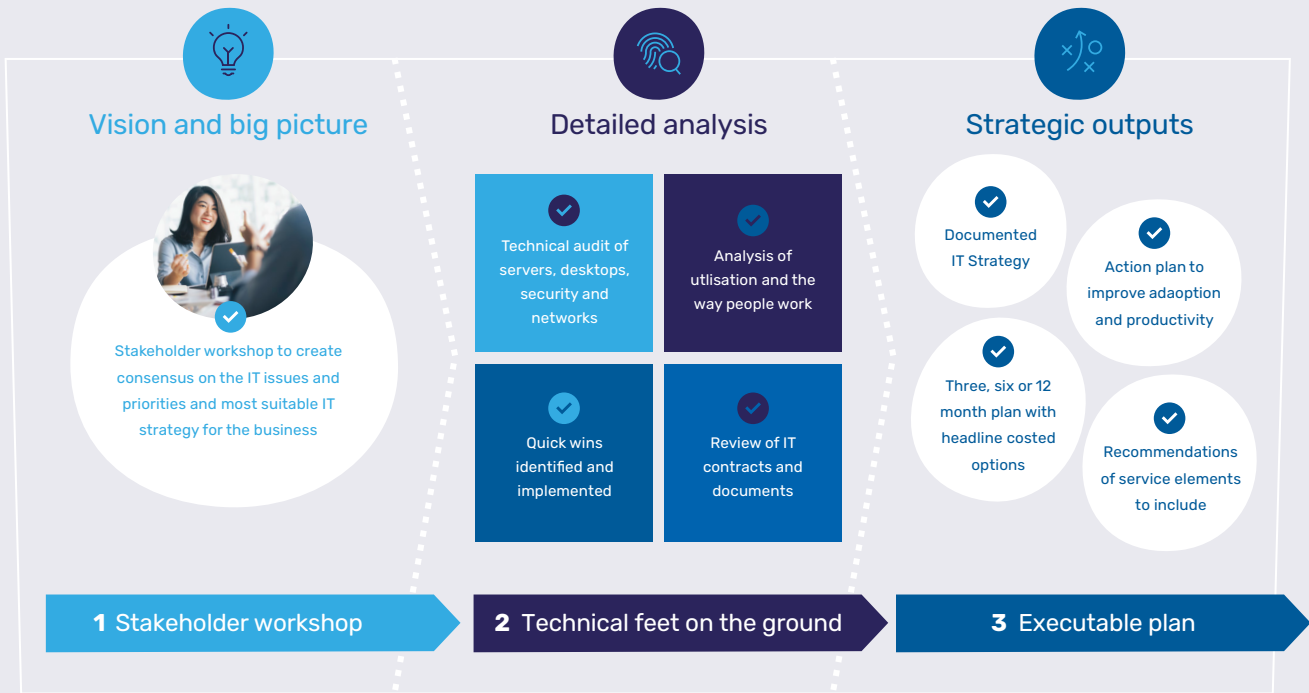 Vision and big picture
Stakeholder workshop to create
consensus on the IT issues and
priorities and most suitable IT
strategy for the business
Detailed analysis
Technical audit of
servers, desktops,
security and
networks
Analysis of
utlisation and the
way people work
Quick wins
identified and
implemented
Review of IT
contracts and
documents
Strategic outputs
Documented
IT Strategy
Action plan to
improve adaoption
and productivity
Three, six or 12
month plan with
headline costed
options
Recommendations
of service elements
to include
1 Stakeholder workshop
2 Technical feet on the ground
3 Executable plan